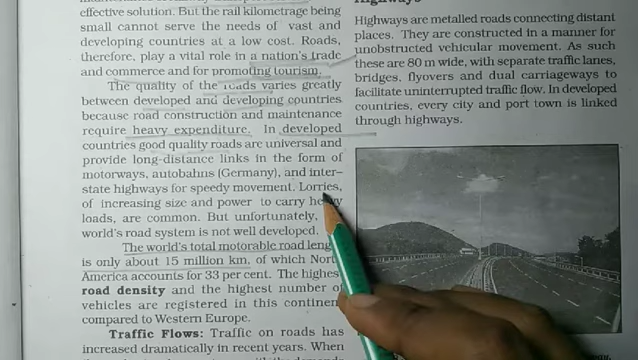 effective solution. But the rail kilometrage being
small cannot serve the needs of vast and
developing countries at a low cost. Roads,
therefore, play a vital role in a nation's trade
and commerce and for promoting tourism.
The quality of the roads varies greatly
between developed and developing countries
because road construction and maintenance
require heavy expenditure. In developed
countries good quality roads are universal and
provide long-distance links in the form of
motorways, autobahns (Germany), and inter-
state highways for speedy movement. Lorries,
of increasing size and power to carry heavy
loads, are common. But unfortunately,
world's road system is not well developed.
The world's total motorable road leng
is only about 15 million km, of which Nort
America accounts for 33 per cent. The highes
road density and the highest number o
vehicles are registered in this continen
compared to Western Europe.
Traffic Flows: Traffic on roads has
increased dramatically in recent years. When
Highways
Highways are metalled roads connecting distant
places. They are constructed in a manner for
unobstructed vehicular movement. As such
these are 80 m wide, with separate traffic lanes,
bridges, flyovers and dual carriageways to
facilitate uninterrupted traffic flow. In developed
countries, every city and port town is linked
through highways.